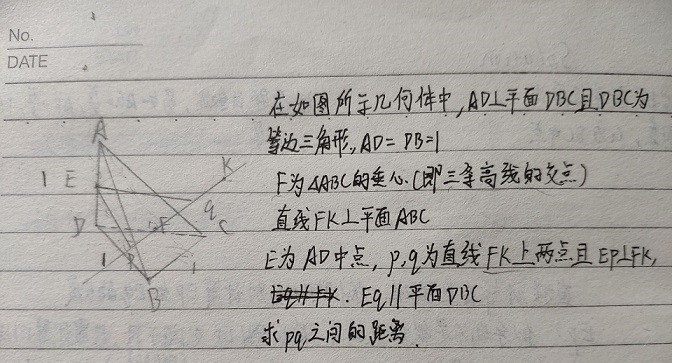 No.
DATE
在如图所示几何体中,AD⊥平面DBC且DBC为
等边三角形,AD=DB=1
F为△ABC的垂心(即三条高线的交点)
直线FK⊥平面ABC
E为AD中点,p,q为直线FK上两点且EP⊥FK,
Eq∥平面DBC
求pq之间的距离.
A
K
1 E
q
D F C
1 P 1
B